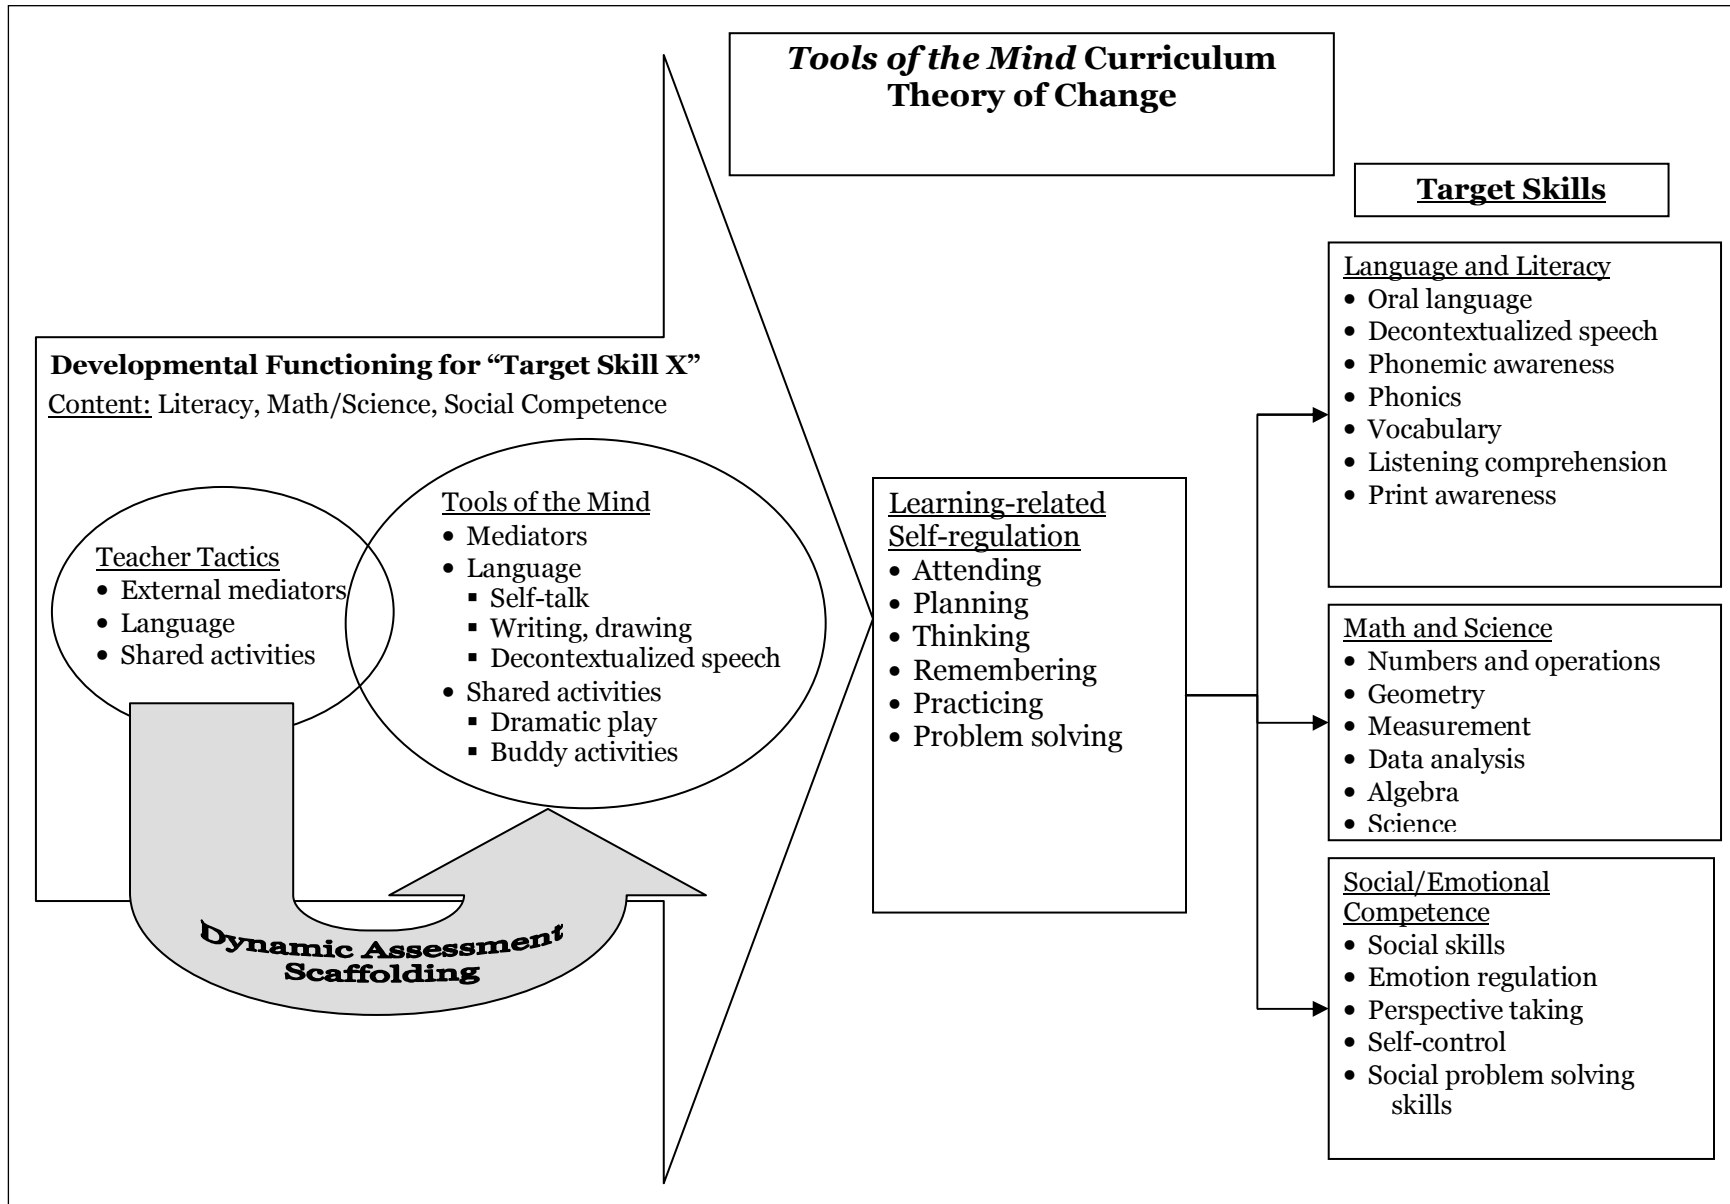 Tools of the Mind Curriculum
Theory of Change
Target Skills
Developmental Functioning for “Target Skill X”
Content: Literacy, Math/Science, Social Competence
Teacher Tactics
• External mediators
• Language
• Shared activities
Tools of the Mind
• Mediators
• Language
▪ Self-talk
▪ Writing, drawing
▪ Decontextualized speech
• Shared activities
▪ Dramatic play
▪ Buddy activities
Dynamic Assessment
Scaffolding
Learning-related
Self-regulation
• Attending
• Planning
• Thinking
• Remembering
• Practicing
• Problem solving
Language and Literacy
• Oral language
• Decontextualized speech
• Phonemic awareness
• Phonics
• Vocabulary
• Listening comprehension
• Print awareness
Math and Science
• Numbers and operations
• Geometry
• Measurement
• Data analysis
• Algebra
• Science
Social/Emotional
Competence
• Social skills
• Emotion regulation
• Perspective taking
• Self-control
• Social problem solving
skills